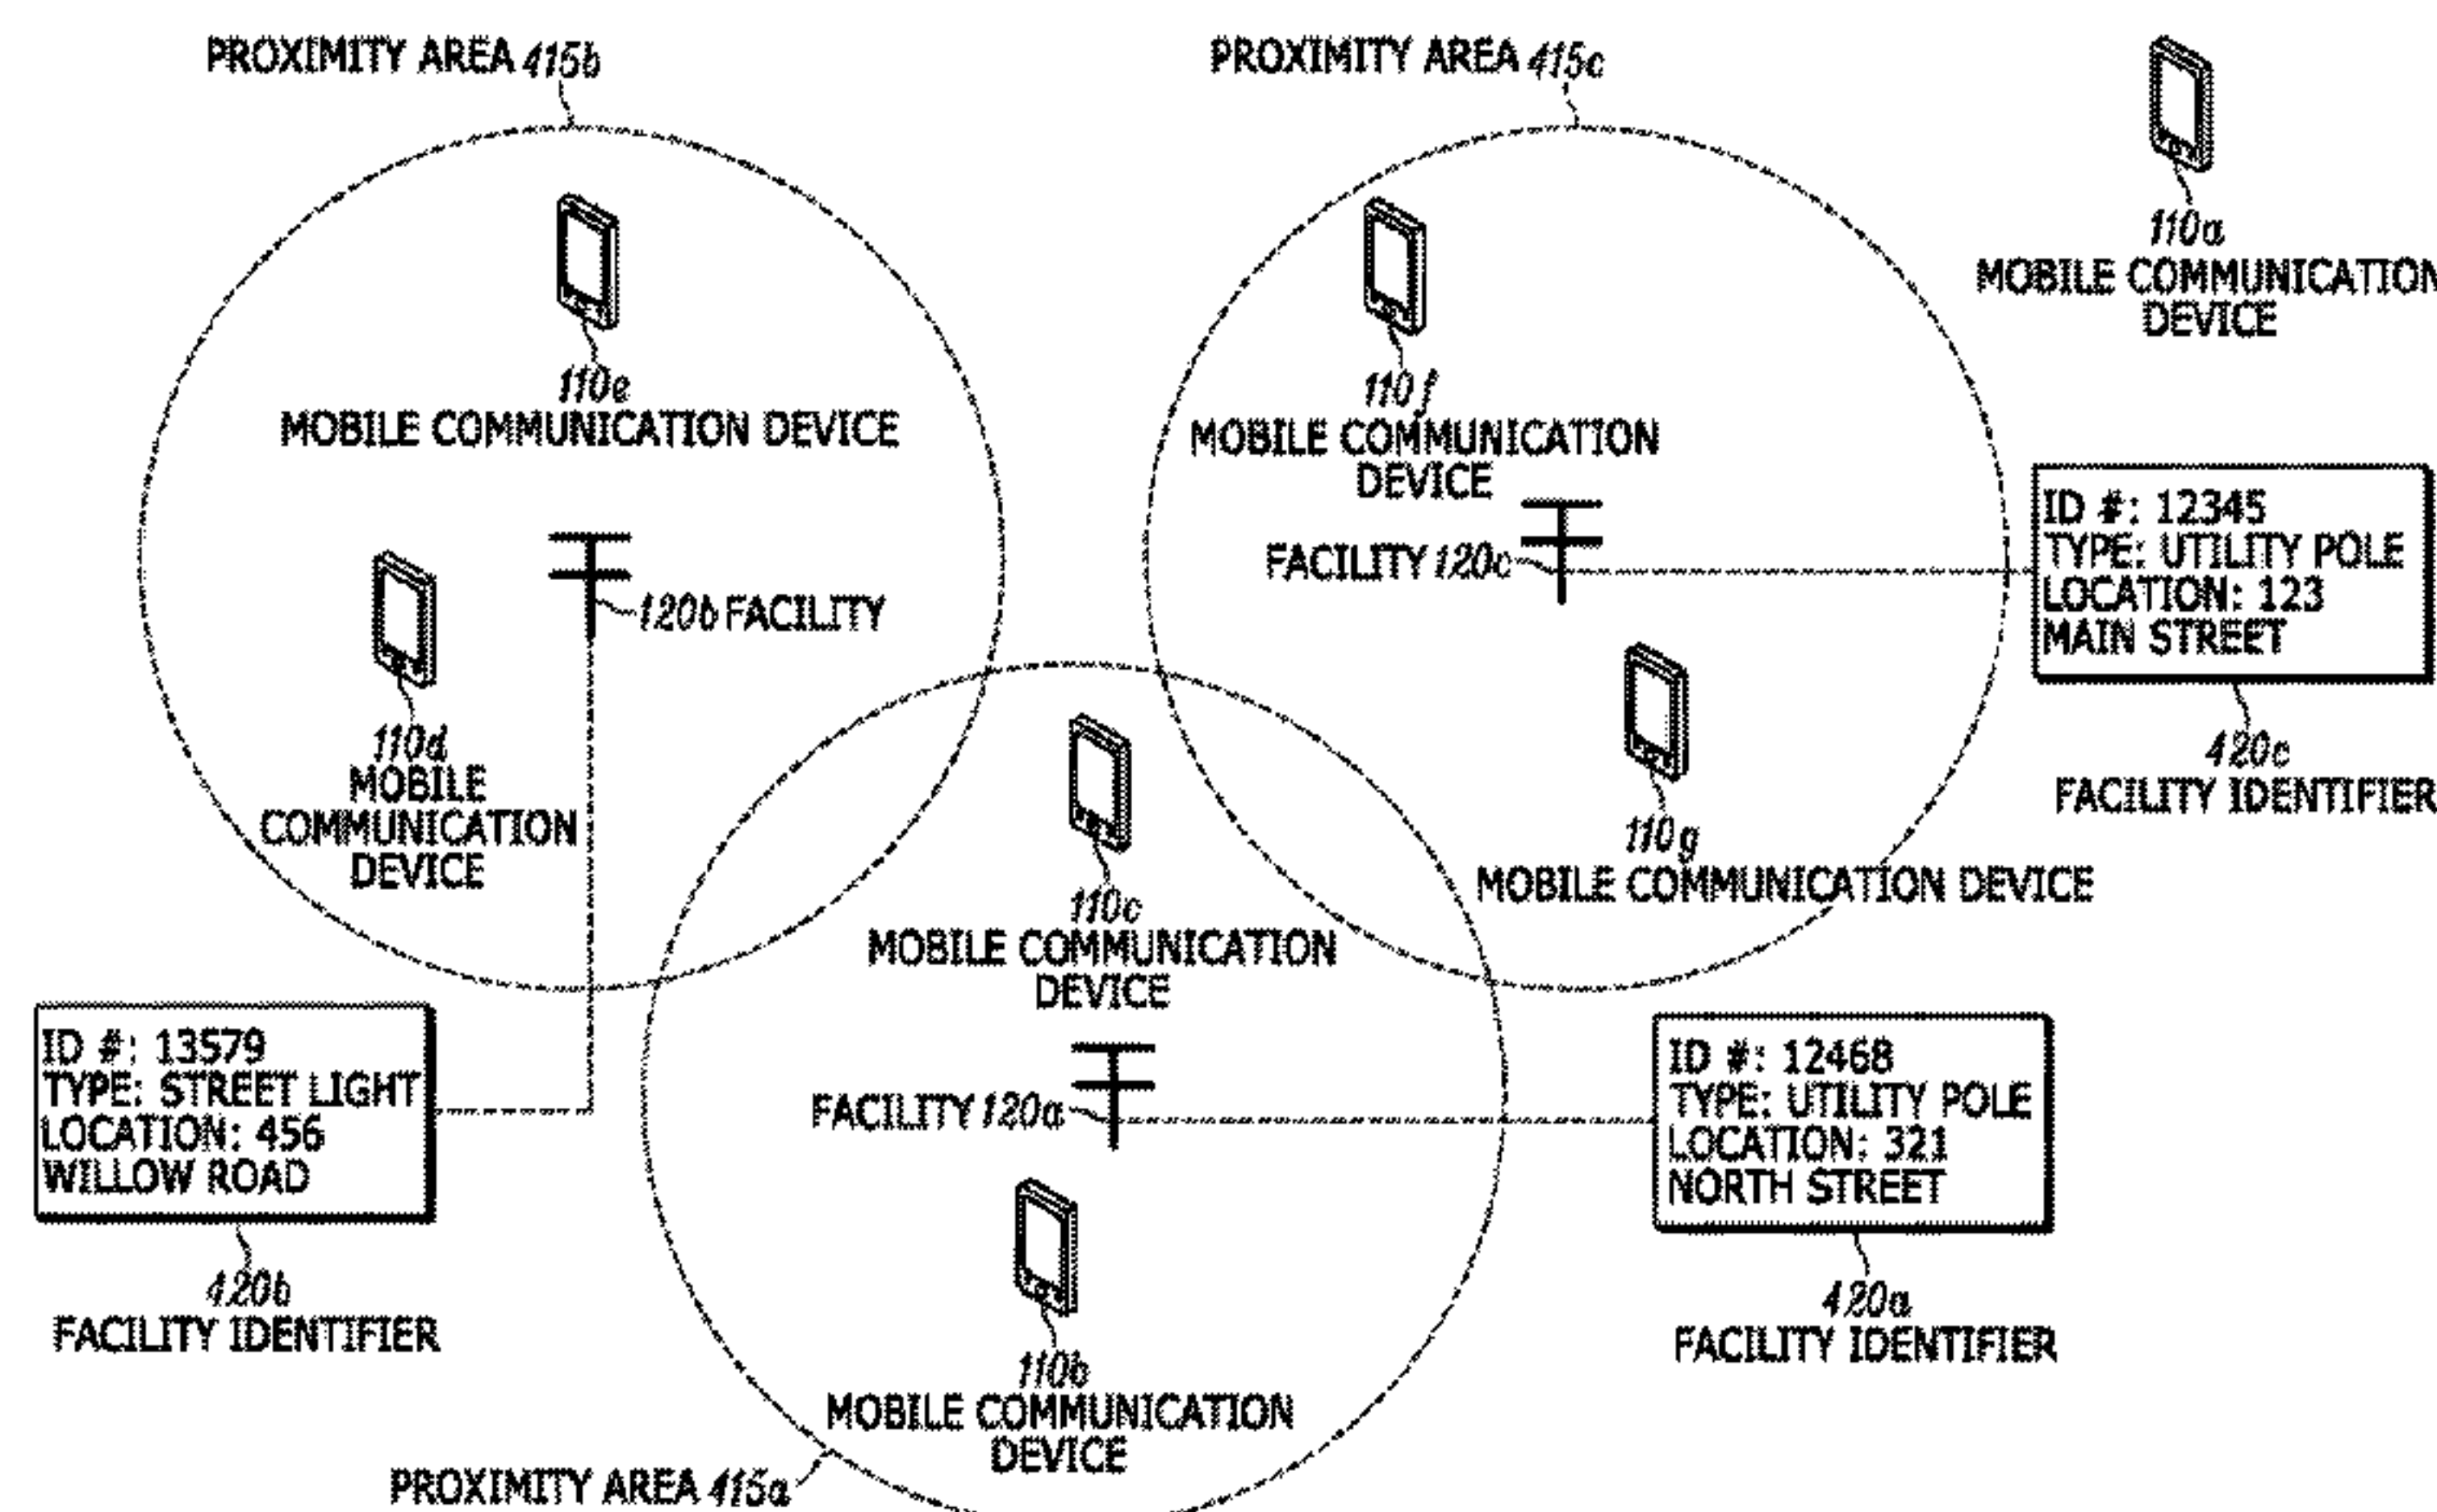 PROXIMITY AREA 415b
PROXIMITY AREA 415c
110a
MOBILE COMMUNICATION
DEVICE
110e
MOBILE COMMUNICATION DEVICE
110f
MOBILE COMMUNICATION
DEVICE
ID #: 12345
TYPE: UTILITY POLE
LOCATION: 123
MAIN STREET
FACILITY 120c
120b FACILITY
110d
MOBILE
COMMUNICATION
DEVICE
420c
FACILITY IDENTIFIER
110g
MOBILE COMMUNICATION DEVICE
110c
MOBILE COMMUNICATION
DEVICE
ID #: 13579
TYPE: STREET LIGHT
LOCATION: 456
WILLOW ROAD
FACILITY 120a
ID #: 12468
TYPE: UTILITY POLE
LOCATION: 321
NORTH STREET
420b
FACILITY IDENTIFIER
420a
FACILITY IDENTIFIER
110b
MOBILE COMMUNICATION
DEVICE
PROXIMITY AREA 415a